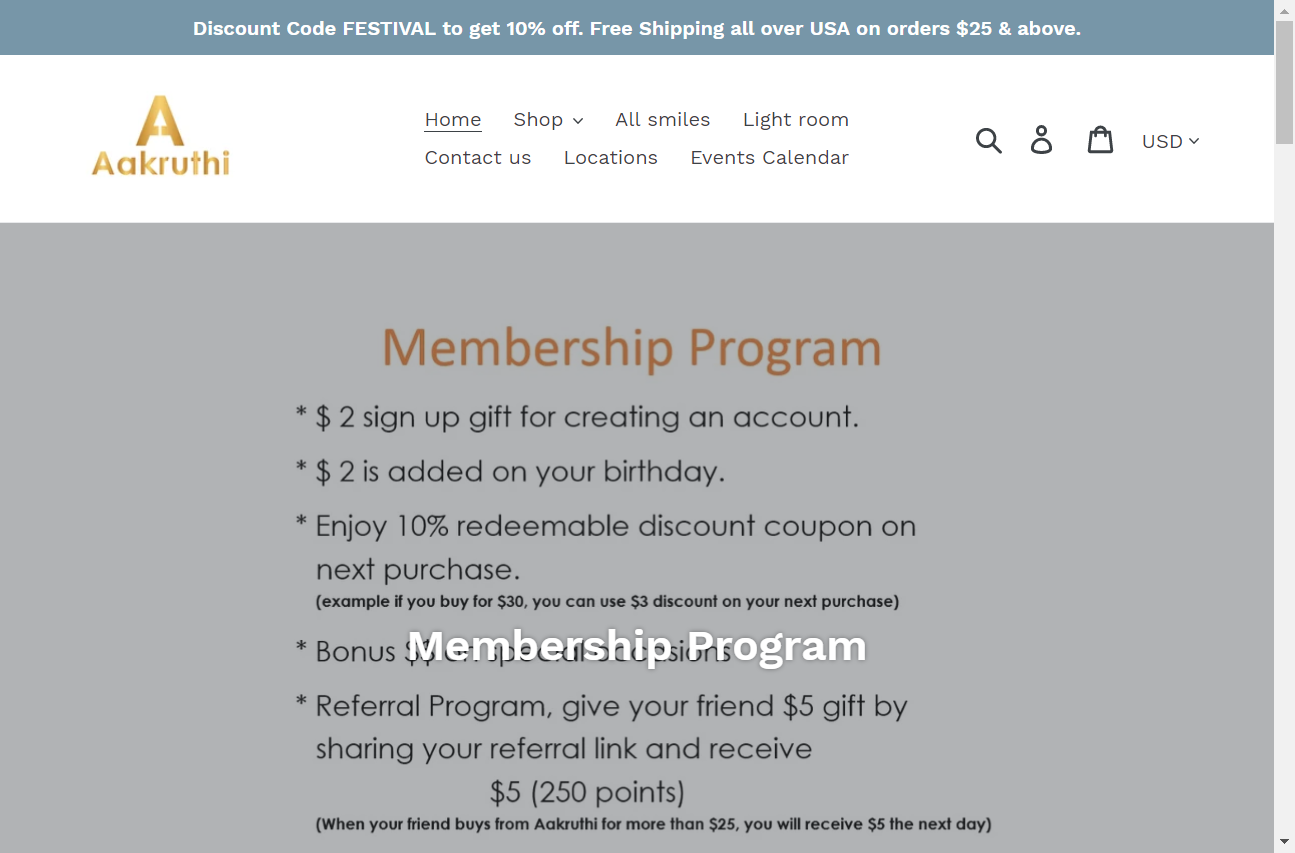 Discount Code FESTIVAL to get 10% off. Free Shipping all over USA on orders $25 & above.
Aakruthi
Home Shop All smiles Light room
Contact us Locations Events Calendar
USD
Membership Program
* $ 2 sign up gift for creating an account.
* $ 2 is added on your birthday.
* Enjoy 10% redeemable discount coupon on
next purchase.
(example if you buy for $30, you can use $3 discount on your next purchase)
* Bonus $$ on special occasions
Membership Program
* Referral Program, give your friend $5 gift by
sharing your referral link and receive
$5 (250 points)
(When your friend buys from Aakruthi for more than $25, you will receive $5 the next day)